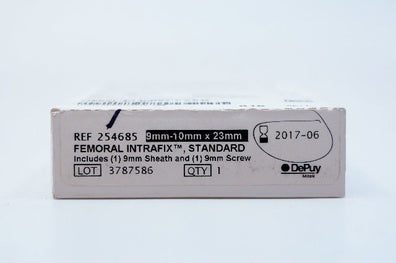 REF 254685 9mm-10mm x 23mm
2017-06
FEMORAL INTRAFIX™, STANDARD
Includes (1) 9mm Sheath and (1) 9mm Screw
LOT 3787586 QTY 1
DePuy
Mitek